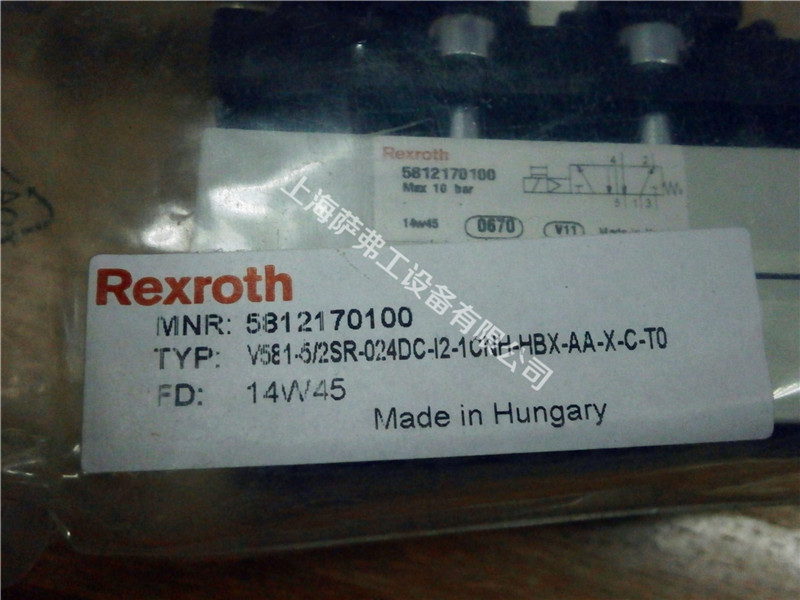 Rexroth
5812170100
Max 10 bar
4 2
5 1 3
14w45 0670 V11 Made in
上海萨弗工设备有限公司
Rexroth
MNR: 5812170100
TYP: V581-5/2SR-024DC-I2-1CNH-HBX-AA-X-C-T0
FD: 14W45
Made in Hungary